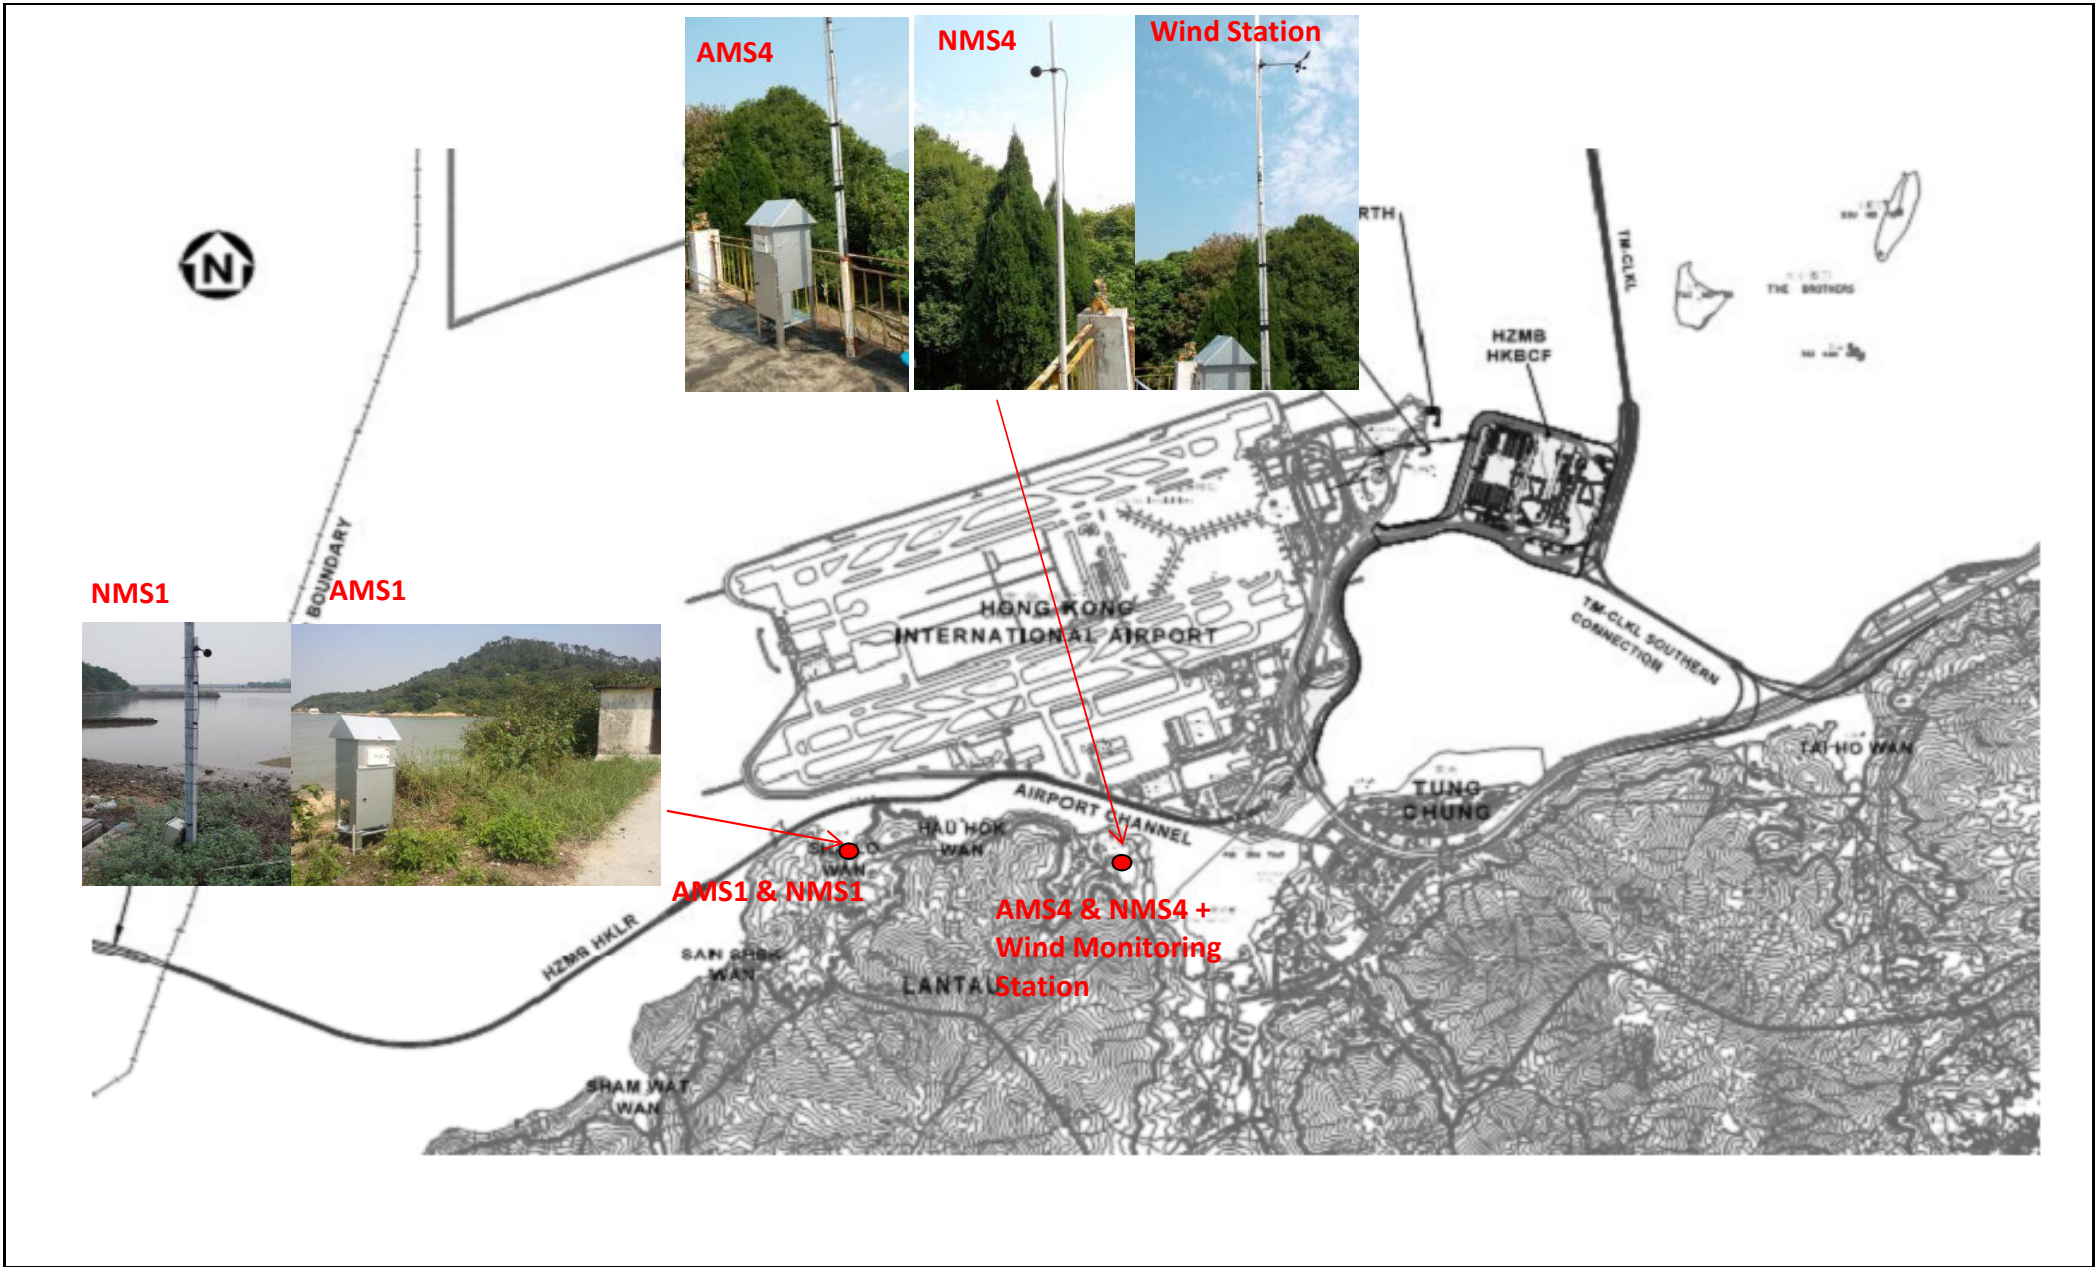 AMS4
NMS4
Wind Station
N
RTH
TM-CLKL
THE BROTHERS
HZMB
HKBCF
BOUNDARY
NMS1
AMS1
HONG KONG
INTERNATIONAL AIRPORT
TM-CLKL SOUTHERN
CONNECTION
TAI HO WAN
TUNG
CHUNG
AIRPORT CHANNEL
HAU HOK
WAN
WAN
AMS1 & NMS1
AMS4 & NMS4 +
Wind Monitoring
Station
HZMB HKLR
WAN
LANTAU
SHAM WAT
WAN